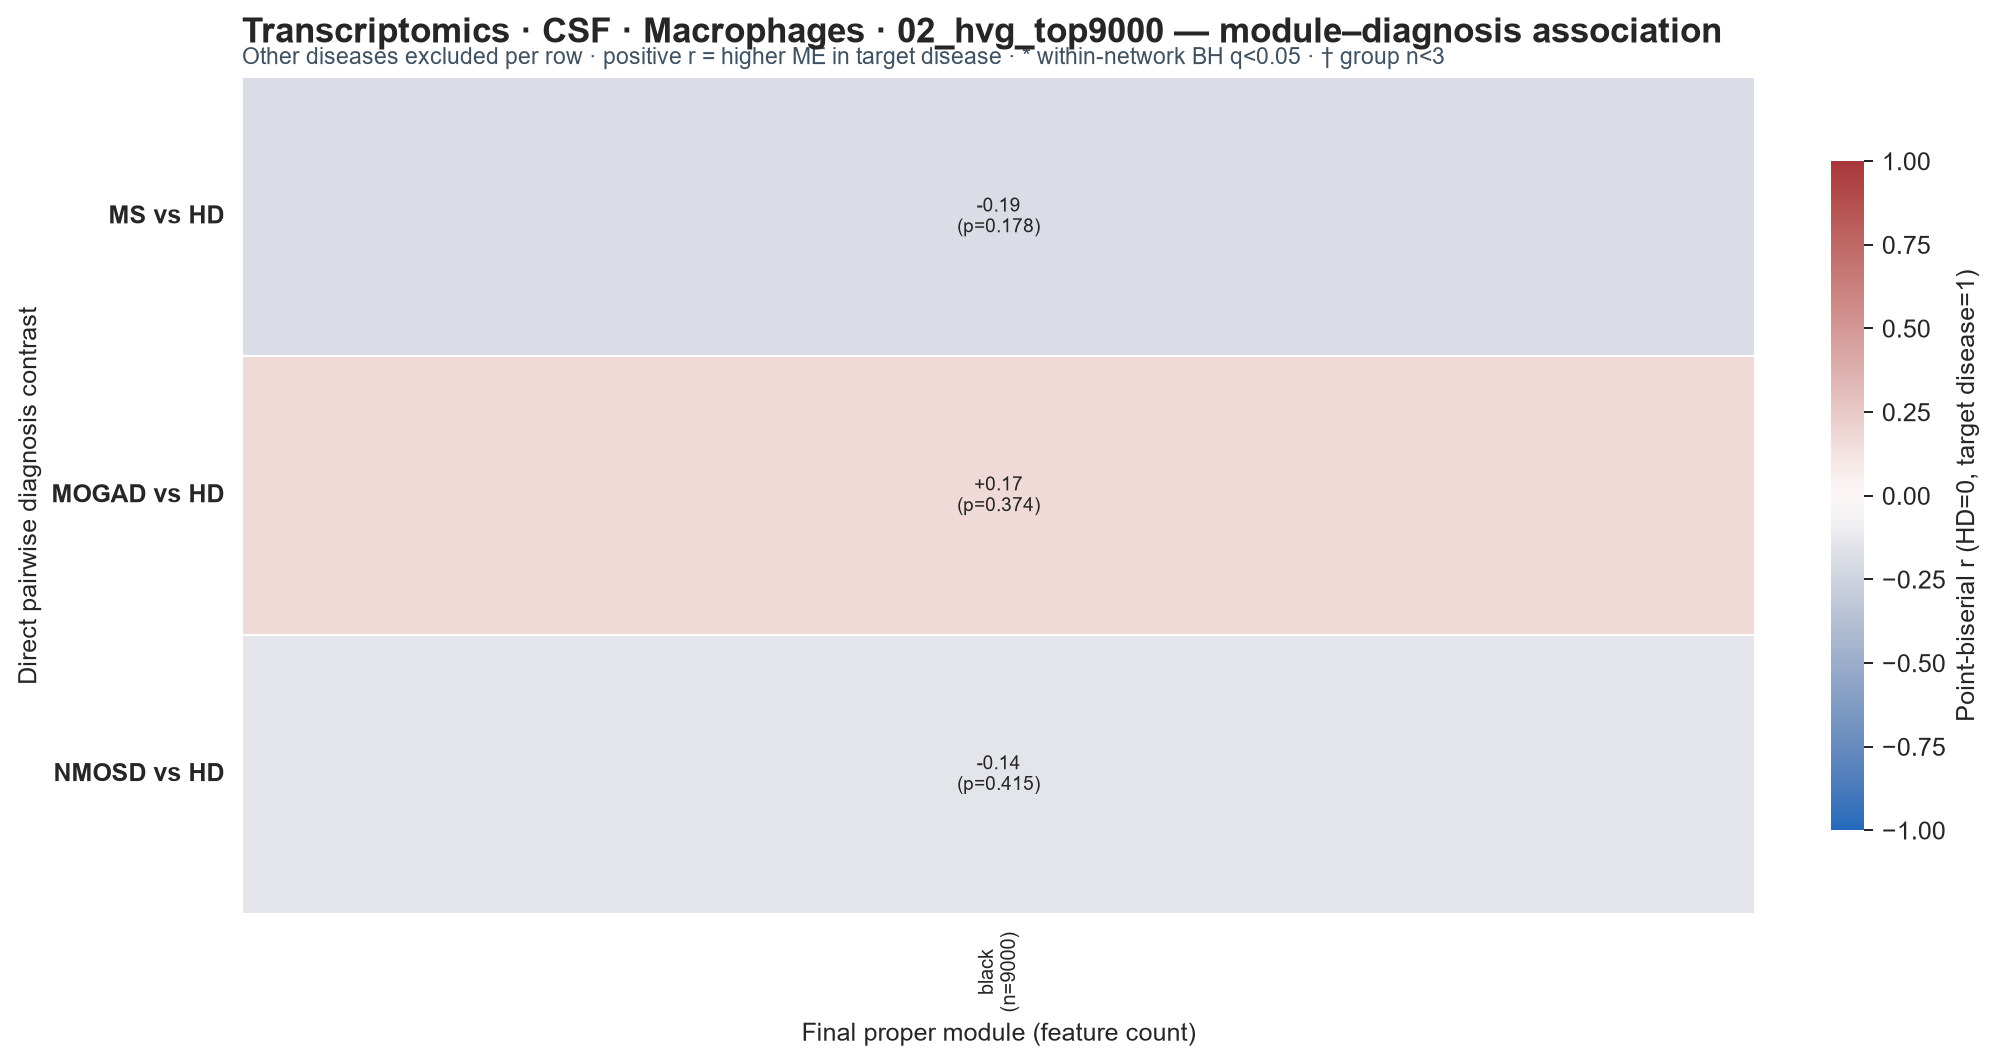 Transcriptomics · CSF · Macrophages · 02_hvg_top9000 — module–diagnosis association
Other diseases excluded per row · positive r = higher ME in target disease · * within-network BH q<0.05 · † group n<3
Direct pairwise diagnosis contrast
MS vs HD
-0.19
(p=0.178)
MOGAD vs HD
+0.17
(p=0.374)
NMOSD vs HD
-0.14
(p=0.415)
black
(n=9000)
Final proper module (feature count)
1.00
0.75
0.50
0.25
0.00
−0.25
−0.50
−0.75
−1.00
Point-biserial r (HD=0, target disease=1)